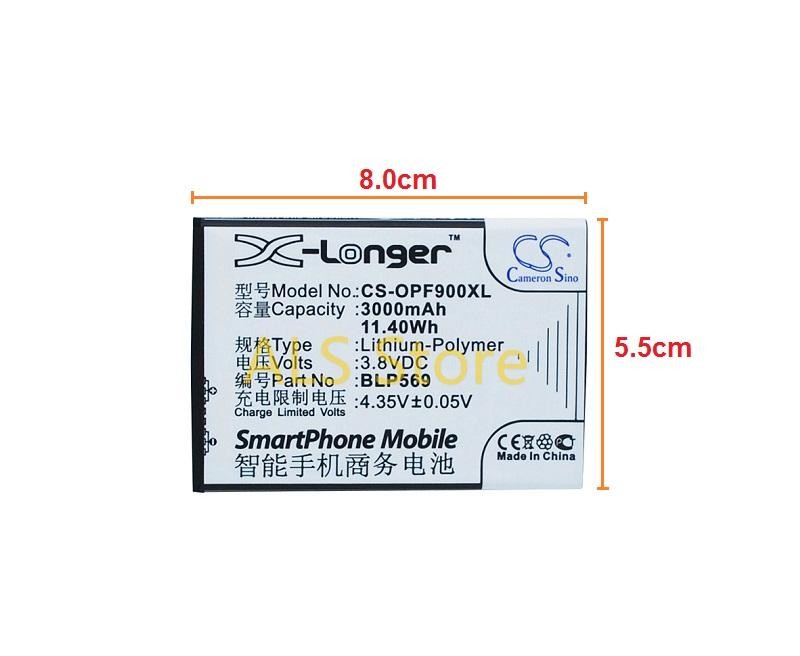 8.0cm
X-Longer™
CS
Cameron Sino
型号Model No.:CS-OPF900XL
容量Capacity :3000mAh
11.40Wh
规格Type :Lithium-Polymer
电压Volts :3.8VDC
编号Part No :BLP569
充电限制电压:4.35V±0.05V
Charge Limited Volts
ALS Store
5.5cm
SmartPhone Mobile
智能手机商务电池
CE
Made In China